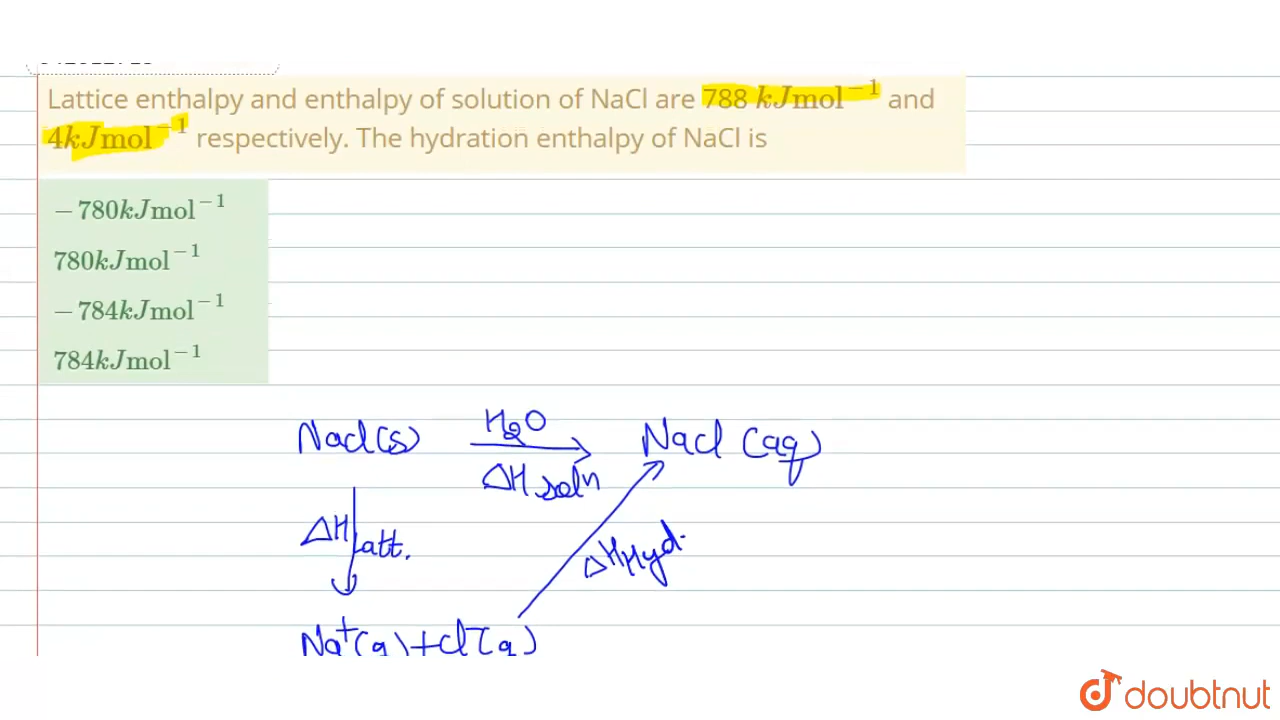 Lattice enthalpy and enthalpy of solution of NaCl are 788 kJmol⁻¹ and
4kJmol⁻¹ respectively. The hydration enthalpy of NaCl is
−780kJmol⁻¹
780kJmol⁻¹
−784kJmol⁻¹
784kJmol⁻¹
Nacl(s) H₂O Nacl (aq)
ΔH soln
ΔH Latt.
ΔH Hyd.
Na⁺(g)+Cl⁻(g)
doubtnut